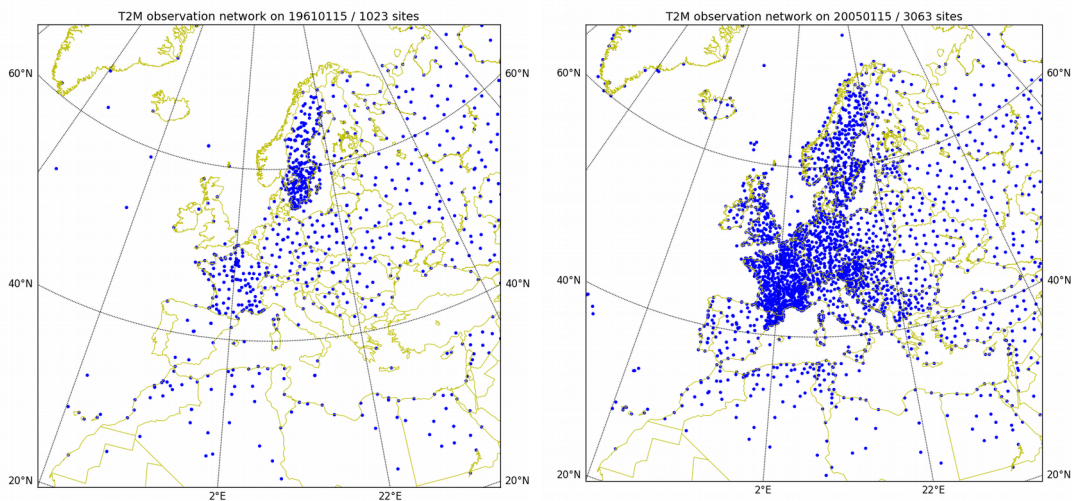 T2M observation network on 19610115 / 1023 sites
60°N
60°N
40°N
40°N
20°N
20°N
2°E
22°E
T2M observation network on 20050115 / 3063 sites
60°N
60°N
40°N
40°N
20°N
20°N
2°E
22°E